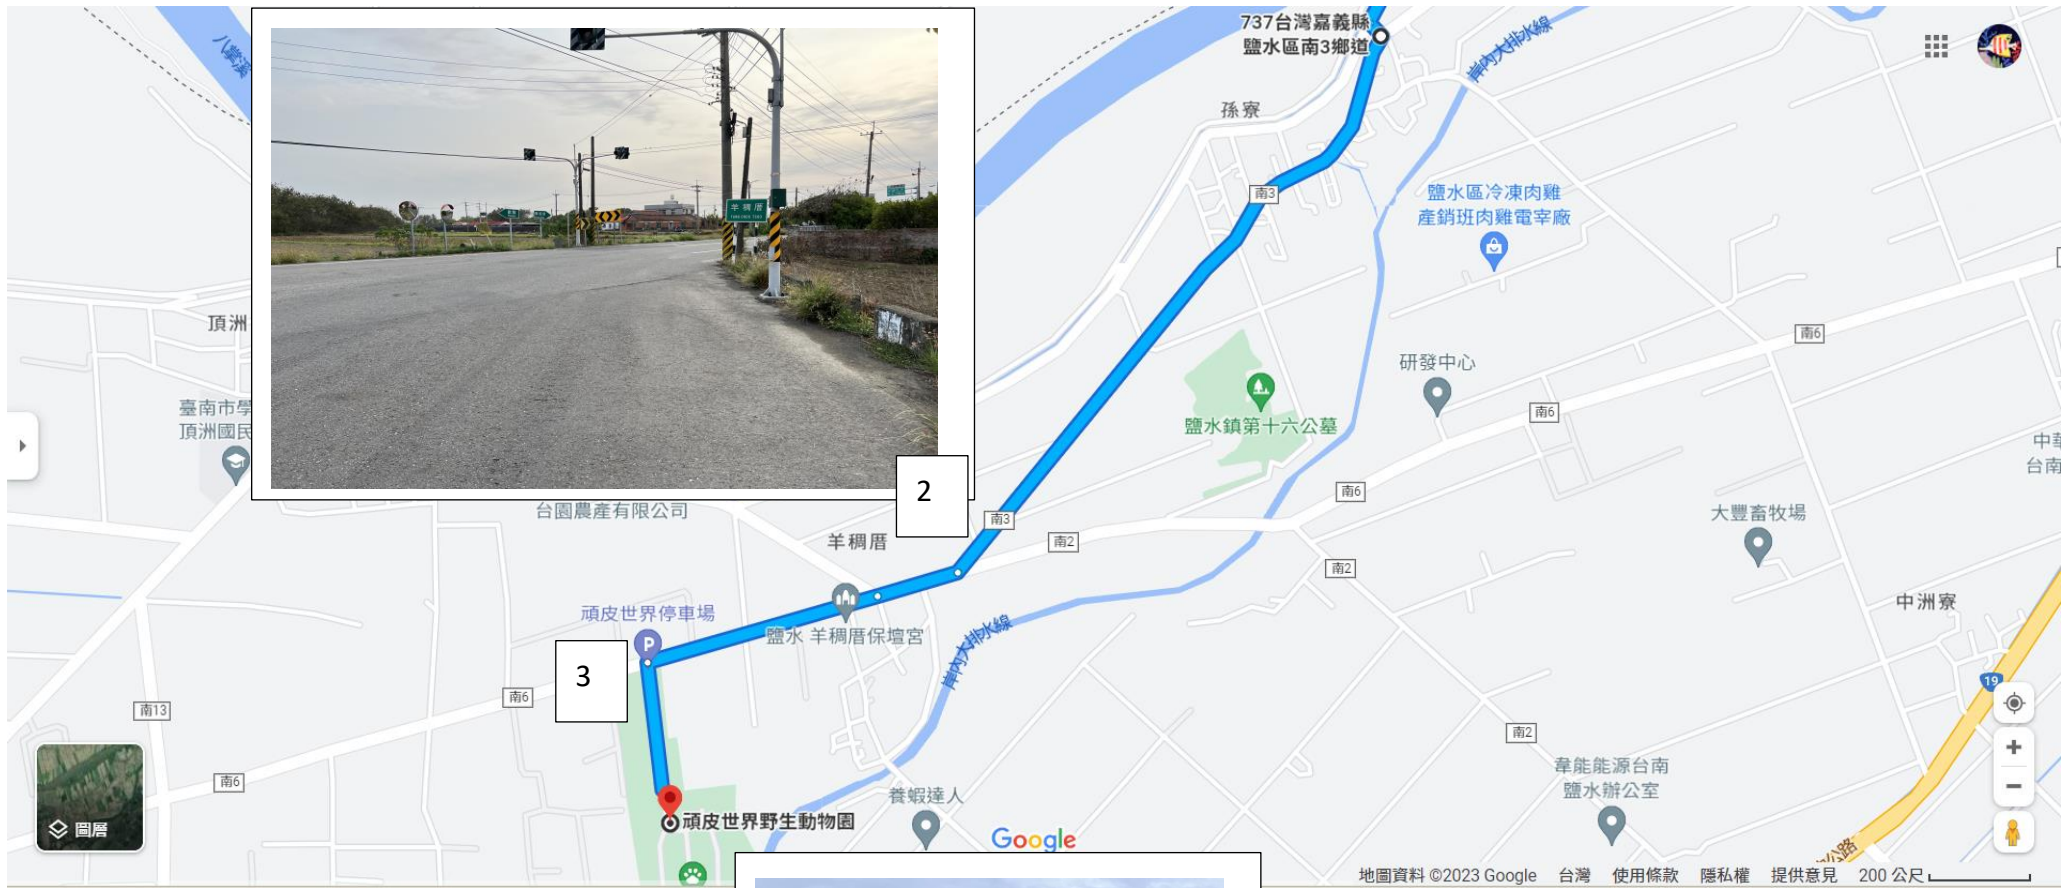 737台灣嘉義縣
鹽水區南3鄉道
岸內大排水線
八掌溪
孫寮
南3
鹽水區冷凍肉雞
產銷班肉雞電宰廠
羊稠厝
頂洲
南6
研發中心
臺南市學
頂洲國民
鹽水鎮第十六公墓
南6
中華
台南
2
南6
台園農產有限公司
大豐畜牧場
南3
羊稠厝
南2
南2
中洲寮
頑皮世界停車場
P
鹽水 羊稠厝保壇宮
岸內大排水線
3
19
南6
南13
南2
韋能能源台南
鹽水辦公室
南6
養蝦達人
頑皮世界野生動物園
圖層
Google
公路
地圖資料 ©2023 Google 台灣 使用條款 隱私權 提供意見 200 公尺